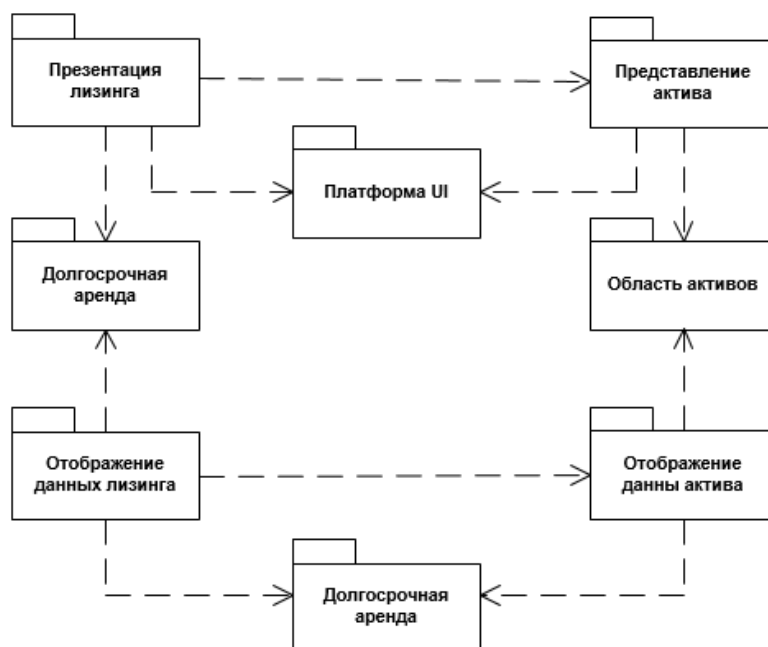 Презентация
лизинга
Представление
актива
Платформа UI
Долгосрочная
аренда
Область активов
Отображение
данных лизинга
Отображение
данны актива
Долгосрочная
аренда